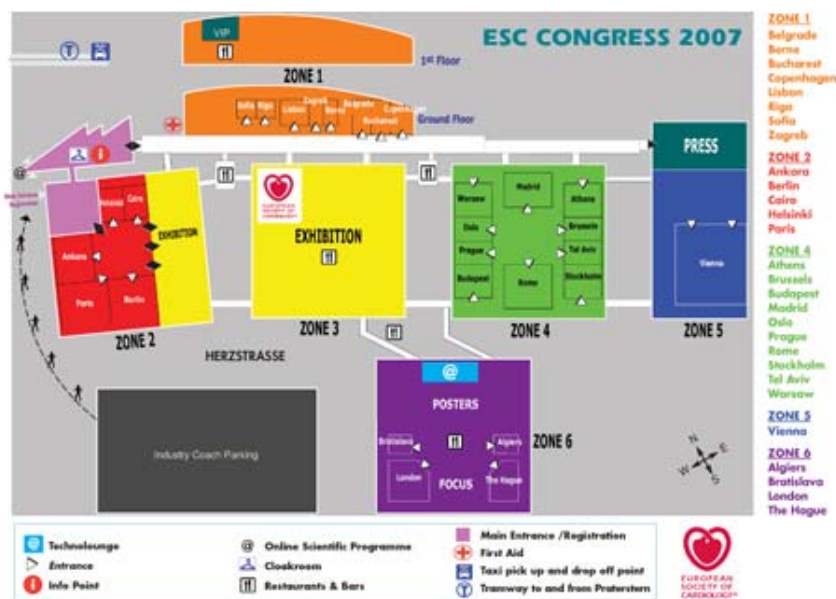 ESC CONGRESS 2007
VIP
1st Floor
ZONE 1
Sofia
Riga
Lisbon
Zagreb
Berne
Belgrade
Bucharest
Copenhagen
Ground Floor
PRESS
Helsinki
Cairo
Ankara
Paris
Berlin
EXHIBITION
ZONE 2
EUROPEAN
SOCIETY OF
CARDIOLOGY
EXHIBITION
ZONE 3
Warsaw
Madrid
Athens
Oslo
Brussels
Prague
Tel Aviv
Budapest
Rome
Stockholm
ZONE 4
Vienna
ZONE 5
HERZSTRASSE
Industry Coach Parking
@
POSTERS
Bratislava
Algiers
London
FOCUS
The Hague
ZONE 6
N
E
W
S
ZONE 1
Belgrade
Berne
Bucharest
Copenhagen
Lisbon
Riga
Sofia
Zagreb
ZONE 2
Ankara
Berlin
Cairo
Helsinki
Paris
ZONE 4
Athens
Brussels
Budapest
Madrid
Oslo
Prague
Rome
Stockholm
Tel Aviv
Warsaw
ZONE 5
Vienna
ZONE 6
Algiers
Bratislava
London
The Hague
@ Technolounge
Entrance
i Info Point
@ Online Scientific Programme
Cloakroom
Restaurants & Bars
Main Entrance /Registration
First Aid
Taxi pick up and drop off point
T Tramway to and from Praterstern
EUROPEAN
SOCIETY OF
CARDIOLOGY®